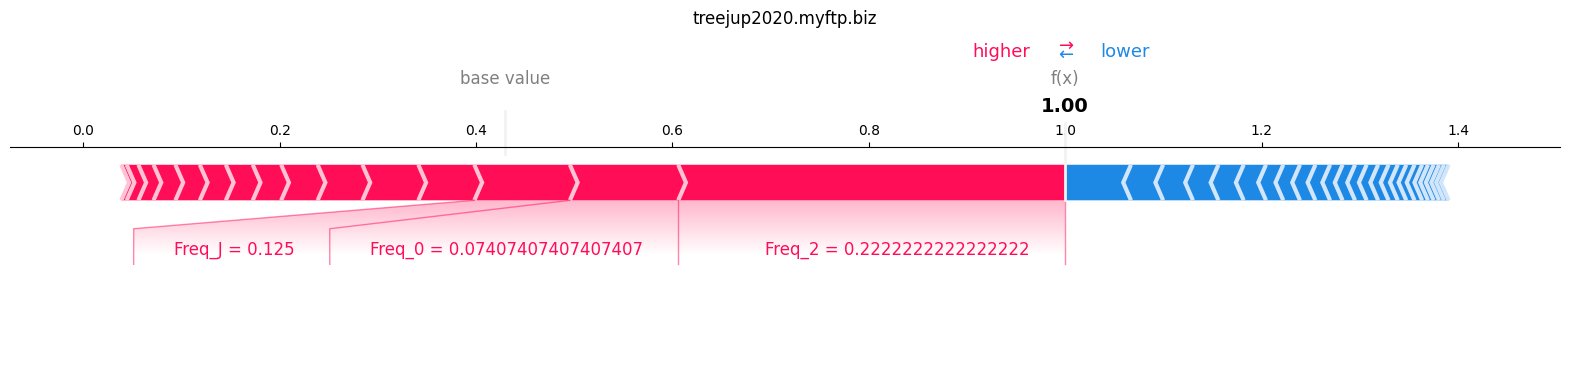 treejup2020.myftp.biz
higher → ← lower
base value f(x)
1.00
0.0 0.2 0.4 0.6 0.8 1.0 1.2 1.4
Freq_J = 0.125 Freq_0 = 0.07407407407407407 Freq_2 = 0.2222222222222222